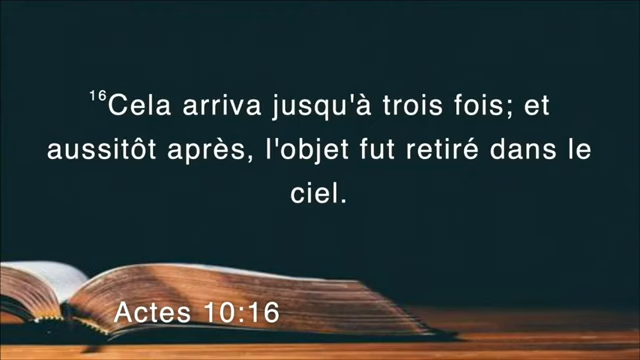 16Cela arriva jusqu'à trois fois; et
aussitôt après, l'objet fut retiré dans le
ciel.
Actes 10:16